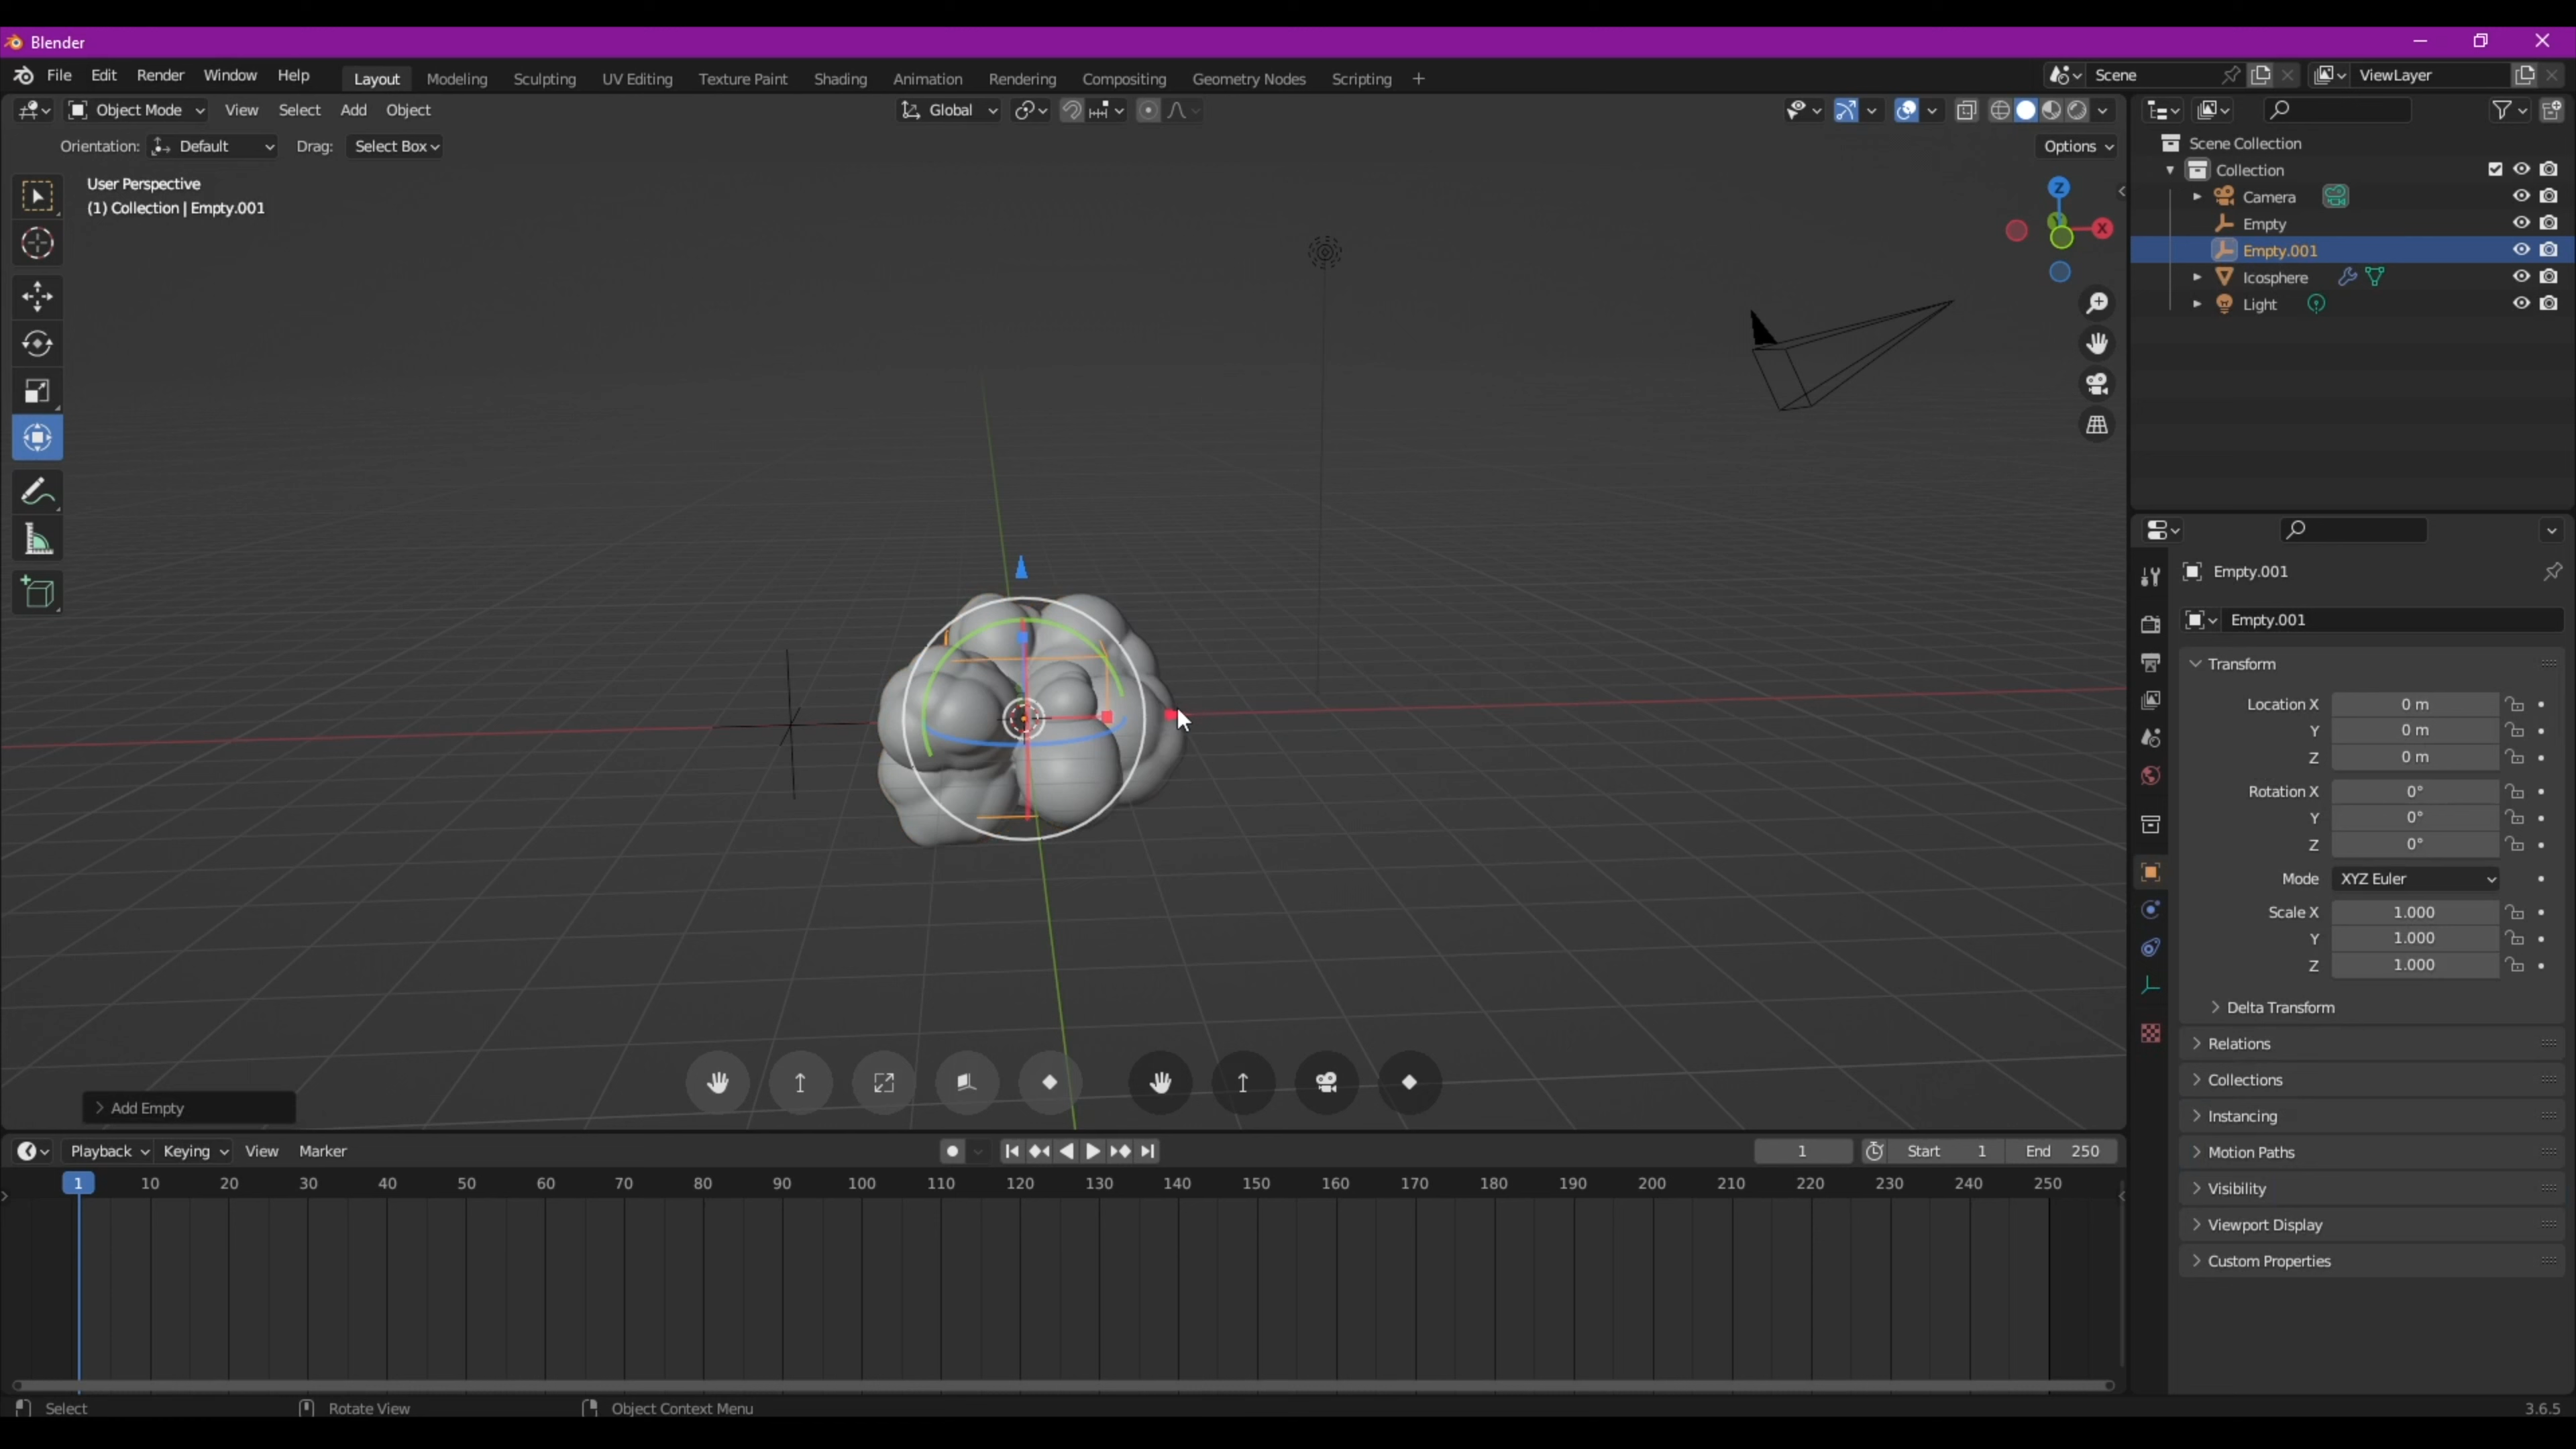 Blender
File Edit Render Window Help Layout Modeling Sculpting UV Editing Texture Paint Shading Animation Rendering Compositing Geometry Nodes Scripting + Scene ViewLayer
Object Mode View Select Add Object Global
Orientation: Default Drag: Select Box Options
User Perspective
(1) Collection | Empty.001
Z
X
Scene Collection
Collection
Camera
Empty
Empty.001
Icosphere
Light
Empty.001
Empty.001
Transform
Location X 0 m
Y 0 m
Z 0 m
Rotation X 0°
Y 0°
Z 0°
Mode XYZ Euler
Scale X 1.000
Y 1.000
Z 1.000
Delta Transform
Relations
Collections
Instancing
Motion Paths
Visibility
Viewport Display
Custom Properties
Add Empty
Playback Keying View Marker 1 Start 1 End 250
1 10 20 30 40 50 60 70 80 90 100 110 120 130 140 150 160 170 180 190 200 210 220 230 240 250
Select Rotate View Object Context Menu 3.6.5